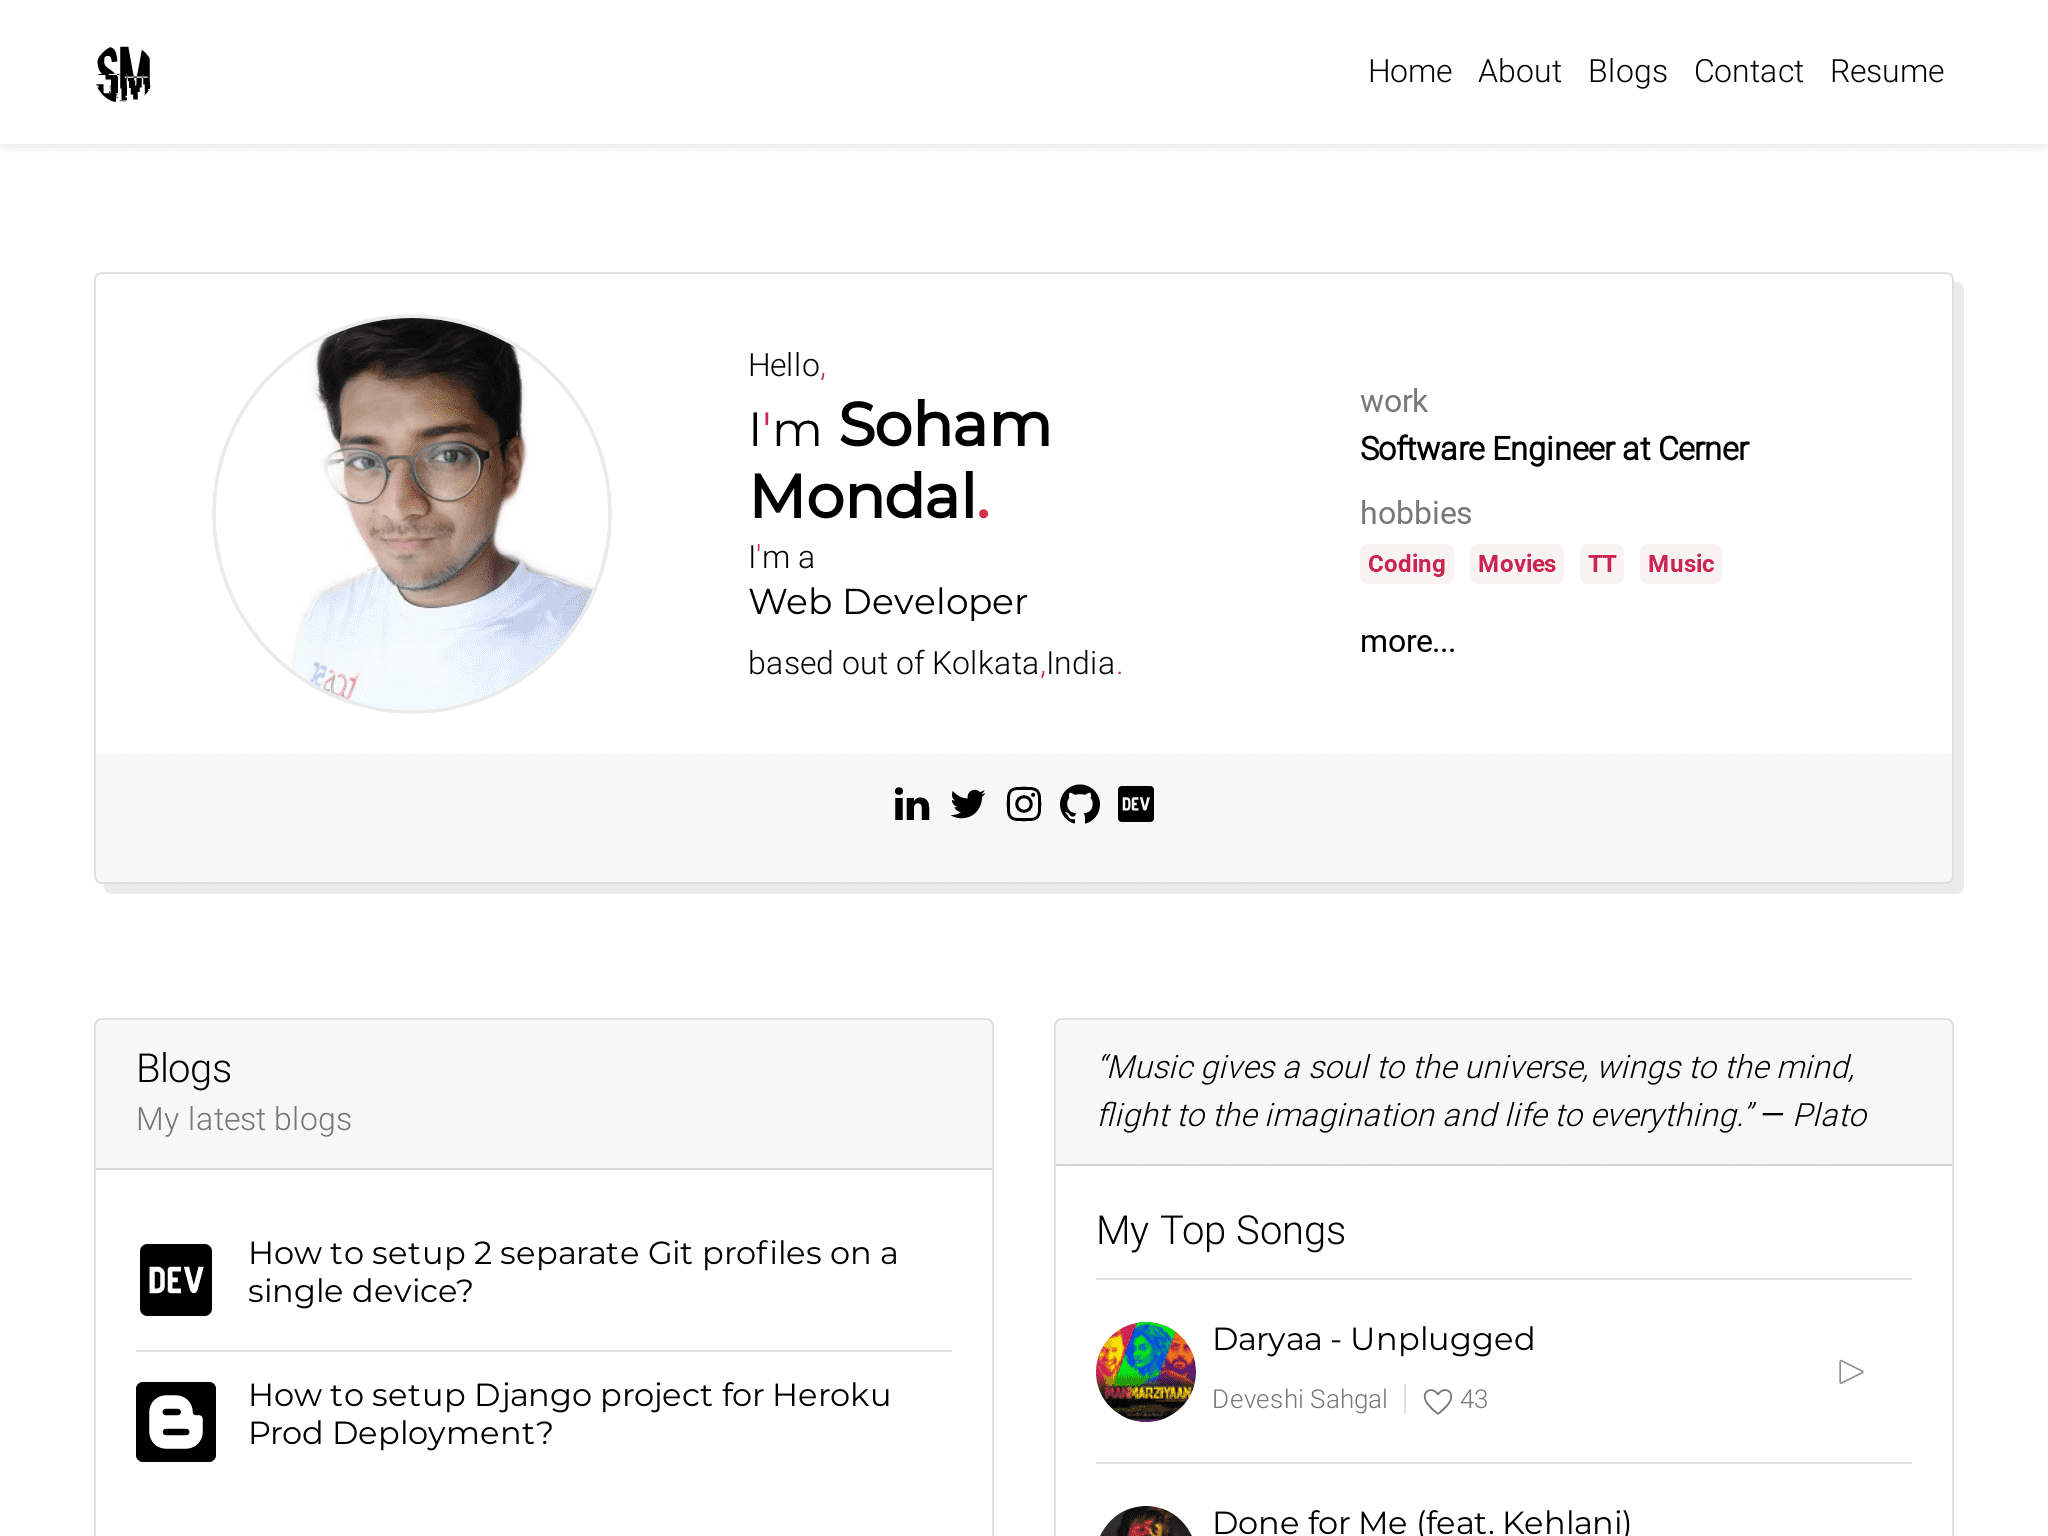 SM
Home About Blogs Contact Resume
Hello,
I'm Soham
Mondal.
I'm a
Web Developer
based out of Kolkata,India.
work
Software Engineer at Cerner
hobbies
Coding Movies TT Music
more...
in DEV
Blogs
My latest blogs
DEV
How to setup 2 separate Git profiles on a
single device?
How to setup Django project for Heroku
Prod Deployment?
“Music gives a soul to the universe, wings to the mind,
flight to the imagination and life to everything.” — Plato
My Top Songs
MANMARZIYAAN
Daryaa - Unplugged
Deveshi Sahgal 43
Done for Me (feat. Kehlani)